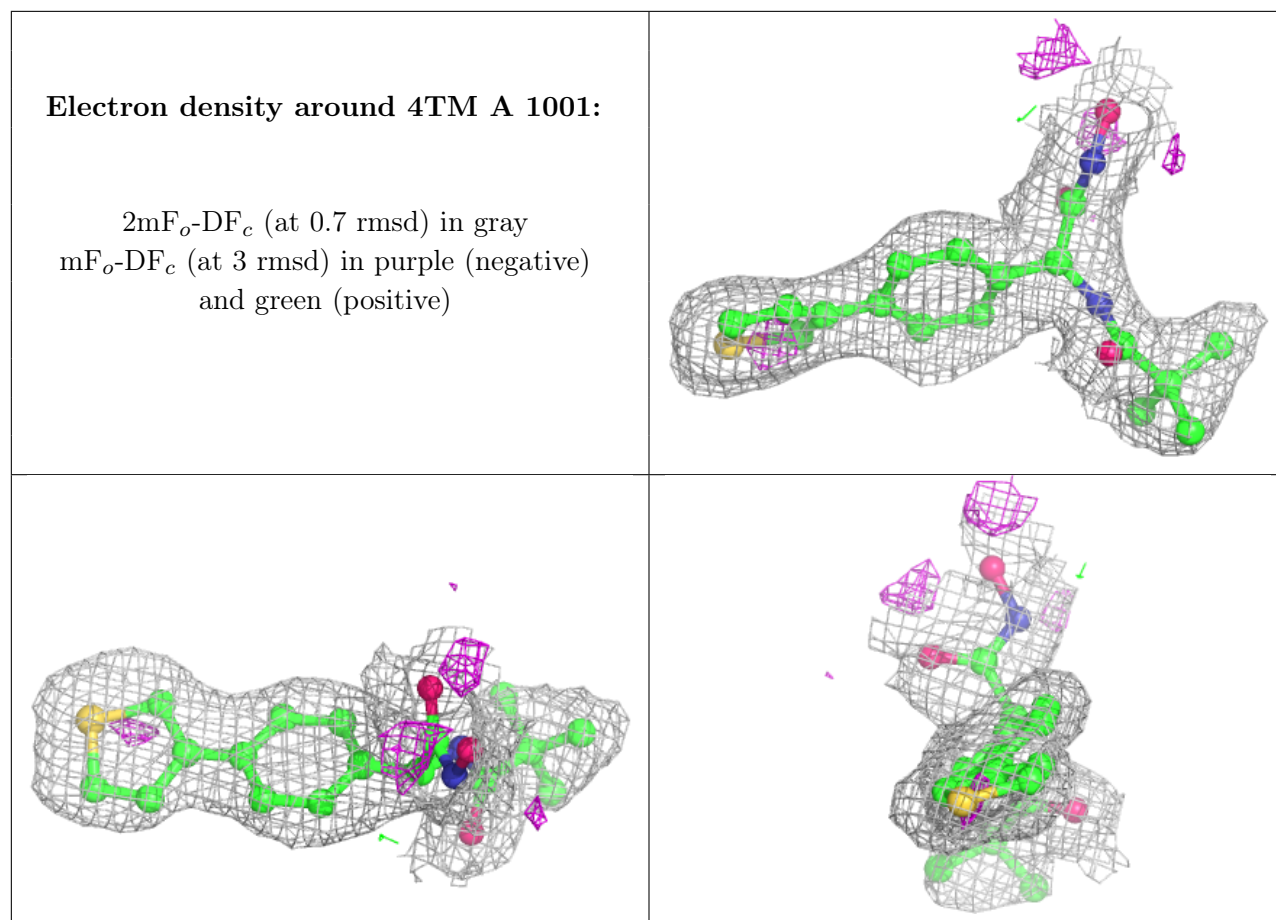 Electron density around 4TM A 1001:
2mFo-DFc (at 0.7 rmsd) in gray
mFo-DFc (at 3 rmsd) in purple (negative)
and green (positive)